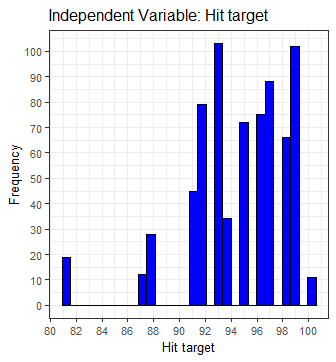 Independent Variable: Hit target
Frequency
100
90
80
70
60
50
40
30
20
10
0
80 82 84 86 88 90 92 94 96 98 100
Hit target